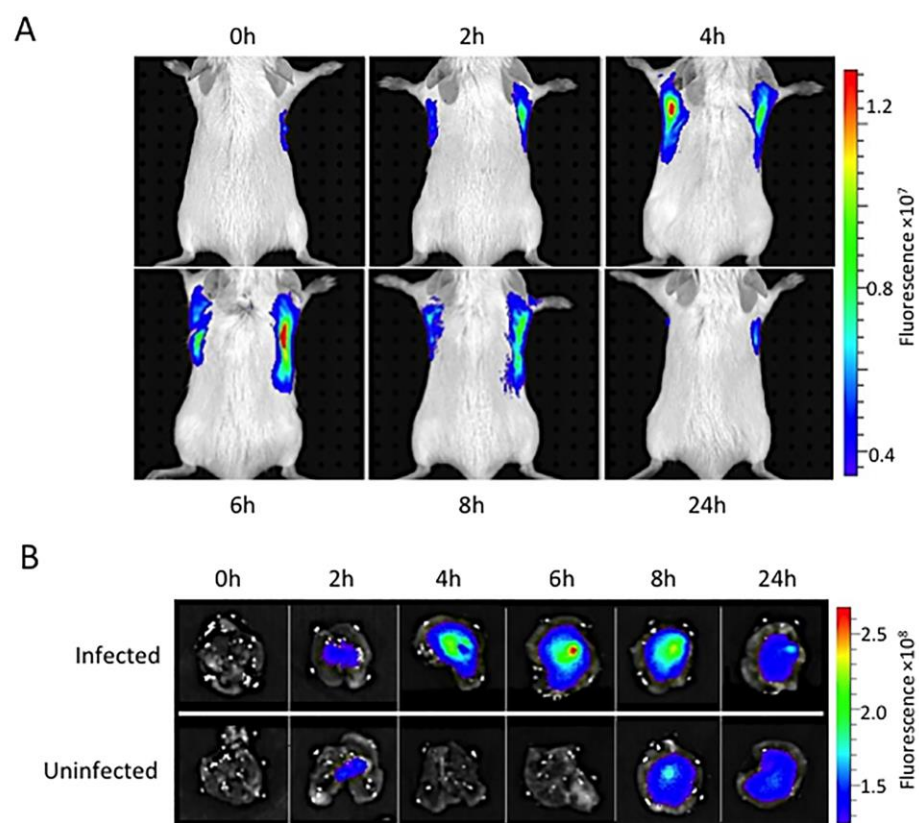 A
0h 2h 4h
1.2
0.8
0.4
Fluorescence ×10⁷
6h 8h 24h
B
0h 2h 4h 6h 8h 24h
Infected
Uninfected
2.5
2.0
1.5
Fluorescence ×10⁸